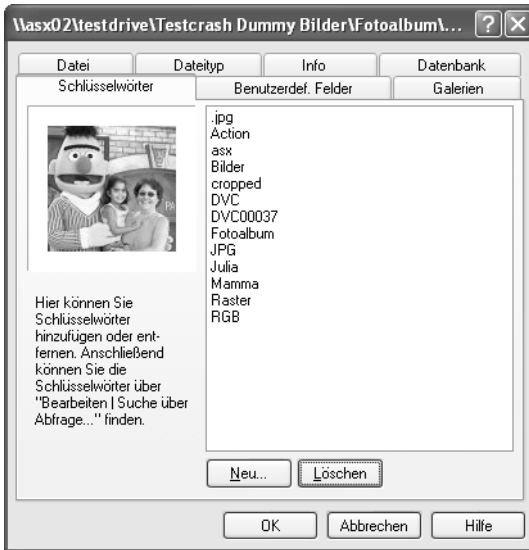 \\asx02\testdrive\Testcrash Dummy Bilder\Fotoalbum\...
Datei
Dateityp
Info
Datenbank
Schlüsselwörter
Benutzerdef. Felder
Galerien
.jpg
Action
asx
Bilder
cropped
DVC
DVC00037
Fotoalbum
JPG
Julia
Mamma
Raster
RGB
Hier können Sie
Schlüsselwörter
hinzufügen oder ent-
fernen. Anschließend
können Sie die
Schlüsselwörter über
"Bearbeiten | Suche über
Abfrage..." finden.
Neu...
Löschen
OK
Abbrechen
Hilfe